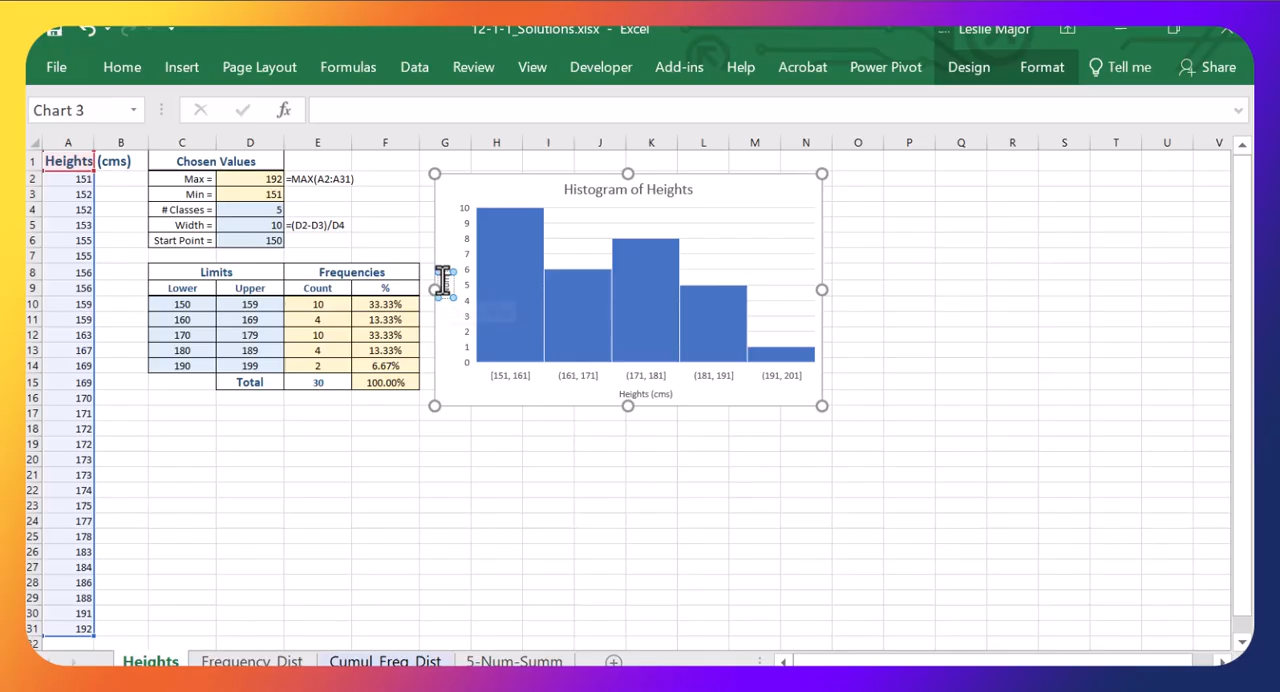 12-1-1_Solutions.xlsx - Excel
Leslie Major
File Home Insert Page Layout Formulas Data Review View Developer Add-ins Help Acrobat Power Pivot Design Format Tell me Share
Chart 3 fx
A B C D E F G H I J K L M N O P Q R S T U V
1 Heights (cms) Chosen Values
2 151 Max = 192 =MAX(A2:A31)
3 152 Min = 151
4 152 # Classes = 5
5 153 Width = 10 =(D2-D3)/D4
6 155 Start Point = 150
7 155
8 156 Limits Frequencies
9 156 Lower Upper Count %
10 159 150 159 10 33.33%
11 159 160 169 4 13.33%
12 163 170 179 10 33.33%
13 167 180 189 4 13.33%
14 169 190 199 2 6.67%
15 169 Total 30 100.00%
16 170
17 171
18 172
19 172
20 173
21 173
22 174
23 175
24 177
25 178
26 183
27 184
28 186
29 188
30 191
31 192
Histogram of Heights
10
9
8
7
6
5
4
3
2
1
0
[151, 161] (161, 171] (171, 181] (181, 191] (191, 201]
Heights (cms)
Heights Frequency_Dist Cumul_Freq_Dist 5-Num-Summ